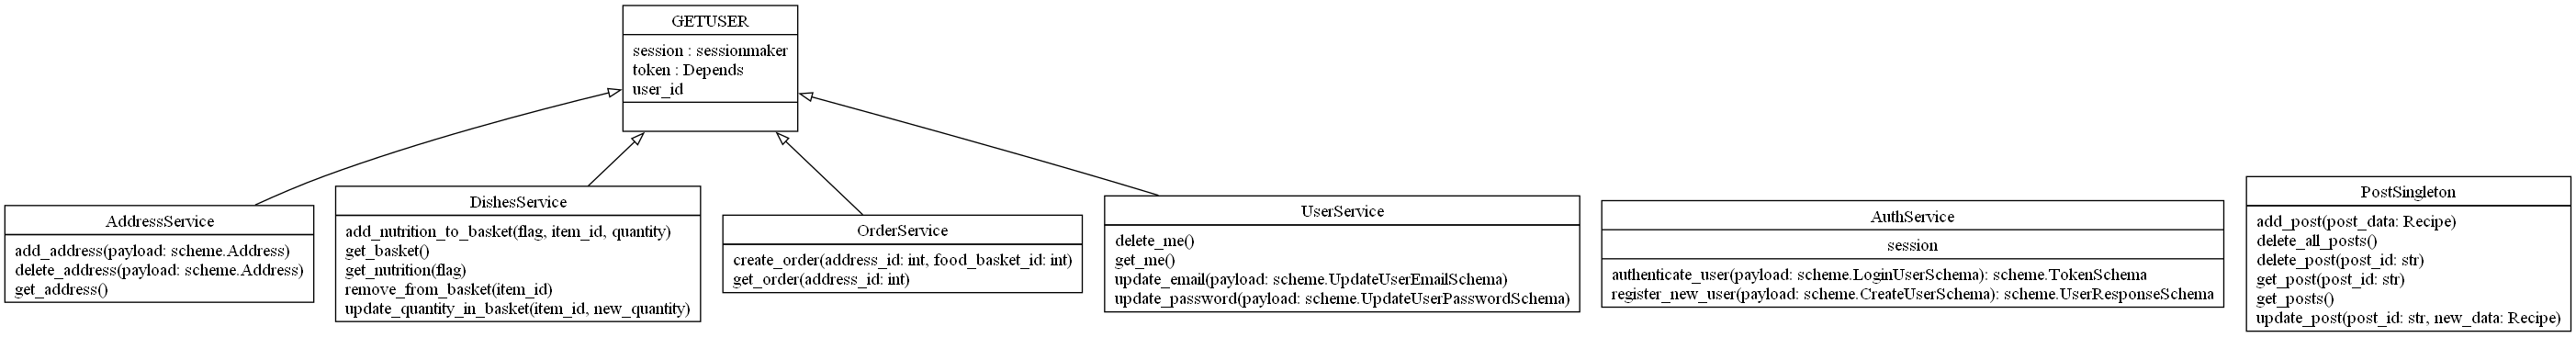 GETUSER
session : sessionmaker
token : Depends
user_id
AddressService
add_address(payload: scheme.Address)
delete_address(payload: scheme.Address)
get_address()
DishesService
add_nutrition_to_basket(flag, item_id, quantity)
get_basket()
get_nutrition(flag)
remove_from_basket(item_id)
update_quantity_in_basket(item_id, new_quantity)
OrderService
create_order(address_id: int, food_basket_id: int)
get_order(address_id: int)
UserService
delete_me()
get_me()
update_email(payload: scheme.UpdateUserEmailSchema)
update_password(payload: scheme.UpdateUserPasswordSchema)
AuthService
session
authenticate_user(payload: scheme.LoginUserSchema): scheme.TokenSchema
register_new_user(payload: scheme.CreateUserSchema): scheme.UserResponseSchema
PostSingleton
add_post(post_data: Recipe)
delete_all_posts()
delete_post(post_id: str)
get_post(post_id: str)
get_posts()
update_post(post_id: str, new_data: Recipe)